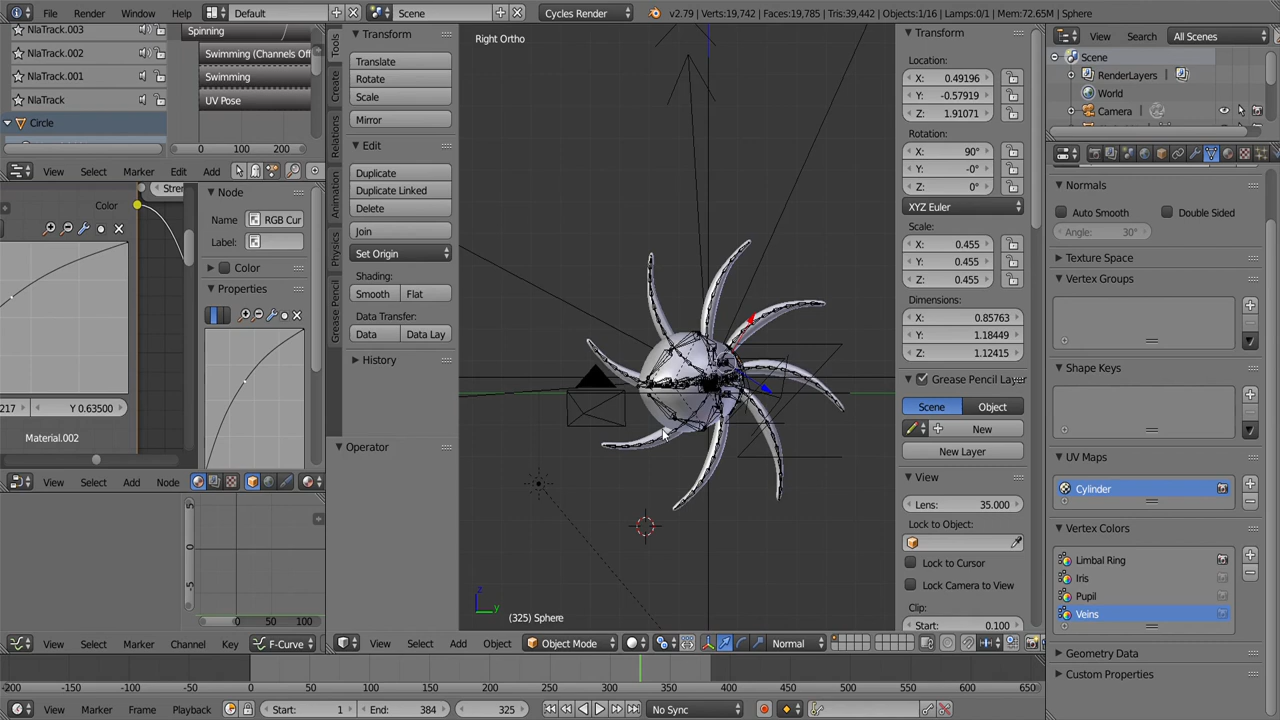 File Render Window Help Default Scene Cycles Render v2.79 | Verts:19,742 | Faces:19,785 | Tris:39,442 | Objects:1/16 | Lamps:0/1 | Mem:72.65M | Sphere
NlaTrack.003
NlaTrack.002
NlaTrack.001
NlaTrack
Circle
Spinning
Swimming (Channels Off
Swimming
UV Pose
0 100 200
Select Marker Edit Add
Color
Y 0.63500
Material.002
Node
Name RGB Cur
Label:
Color
Properties
View Select Add Node
5
0
-5
0 50 100
View Select Marker Channel Key F-Curve
Tools
Create
Relations
Animation
Physics
Grease Pencil
Transform
Translate
Rotate
Scale
Mirror
Edit
Duplicate
Duplicate Linked
Delete
Join
Set Origin
Shading:
Smooth Flat
Data Transfer:
Data Data Lay
History
Operator
Right Ortho
z
y
(325) Sphere
View Select Add Object Object Mode Normal
Transform
Location:
X: 0.49196
Y: -0.57919
Z: 1.91071
Rotation:
X: 90°
Y: -0°
Z: 0°
XYZ Euler
Scale:
X: 0.455
Y: 0.455
Z: 0.455
Dimensions:
X: 0.85763
Y: 1.18449
Z: 1.12415
Grease Pencil Layer
Scene Object
New
New Layer
View
Lens: 35.000
Lock to Object:
Lock to Cursor
Lock Camera to View
Clip:
Start: 0.100
View Search All Scenes
Scene
RenderLayers
World
Camera
Normals
Auto Smooth Double Sided
Angle: 30°
Texture Space
Vertex Groups
Shape Keys
UV Maps
Cylinder
Vertex Colors
Limbal Ring
Iris
Pupil
Veins
Geometry Data
Custom Properties
-200 -150 -100 -50 0 50 100 150 200 250 300 350 400 450 500 550 600 650
View Marker Frame Playback Start: 1 End: 384 325 No Sync